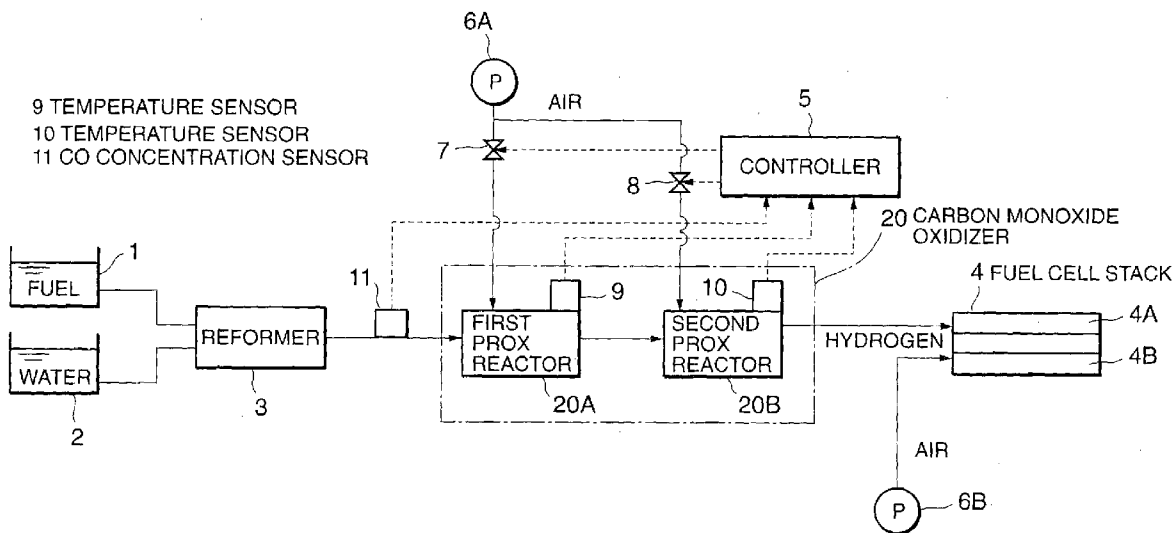 6A
P
AIR
5
9 TEMPERATURE SENSOR
10 TEMPERATURE SENSOR
11 CO CONCENTRATION SENSOR
7
CONTROLLER
8
20 CARBON MONOXIDE
OXIDIZER
1
FUEL
11
9
10
4 FUEL CELL STACK
REFORMER
FIRST
PROX
REACTOR
SECOND
PROX
REACTOR
HYDROGEN
4A
4B
WATER
2
3
20A
20B
AIR
P
6B